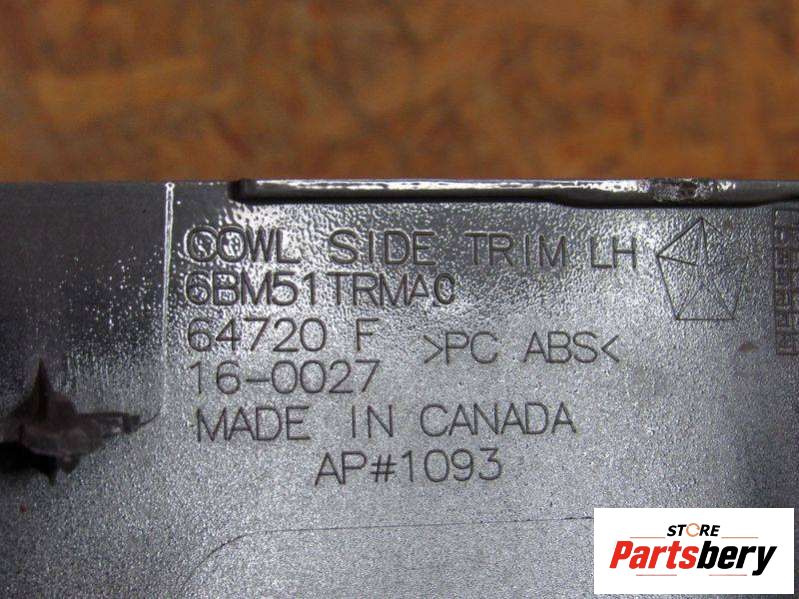 COWL SIDE TRIM LH
6BM51TRMAC
64720 F >PC ABS<
16-0027
MADE IN CANADA
AP#1093
STORE
Partsbery